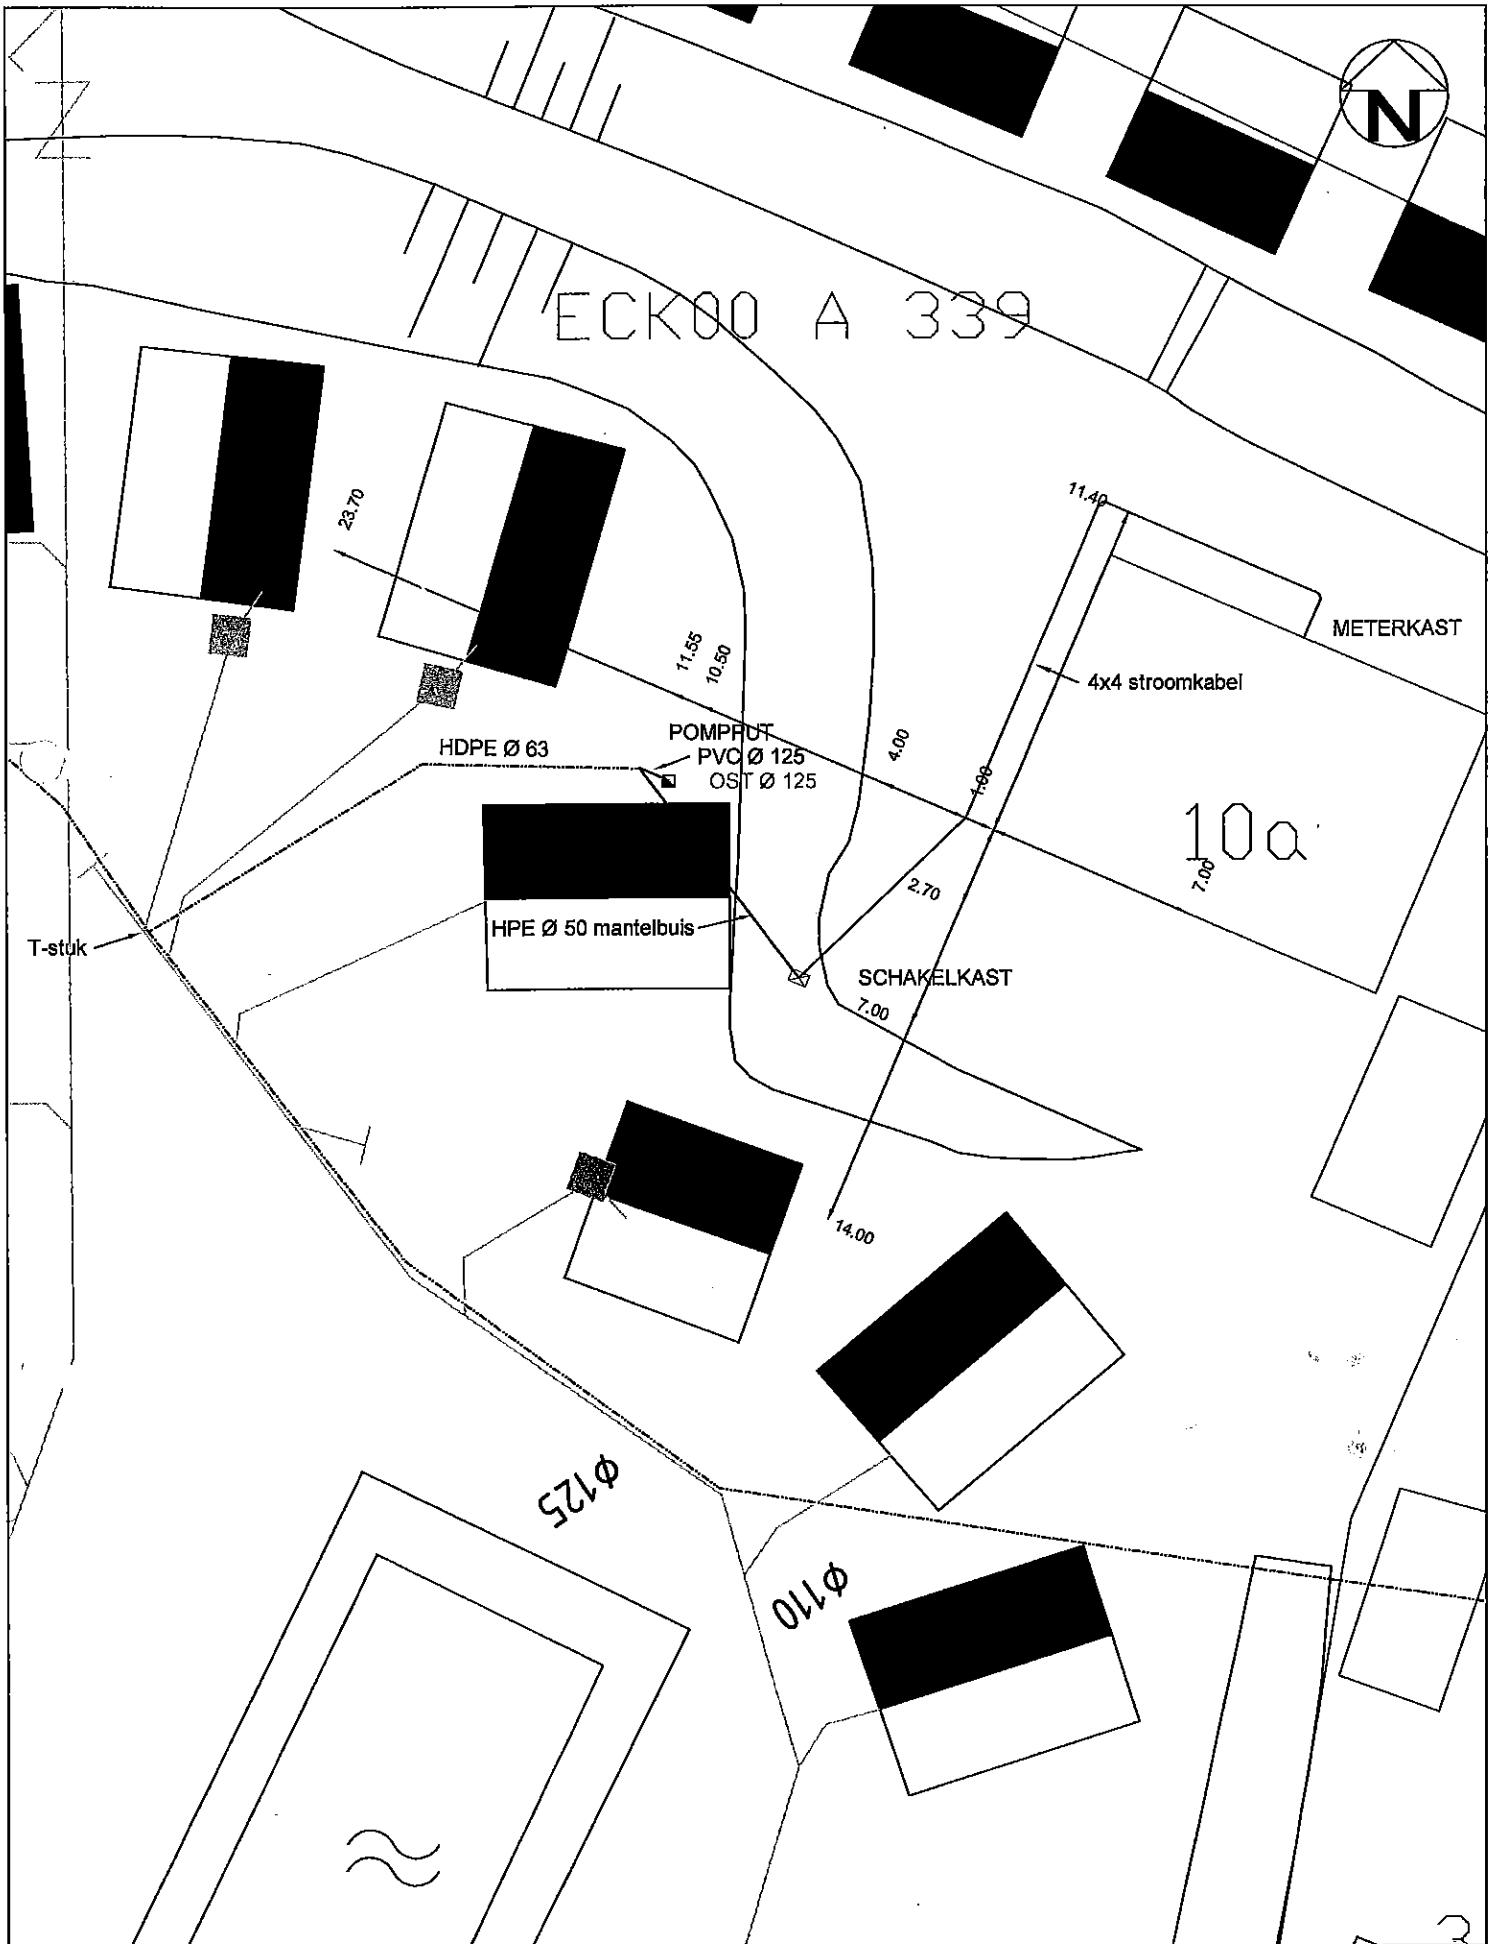 N
ECK00 A 339
23.70
11.40
METERKAST
4x4 stroomkabel
11.55
10.50
4.00
POMPPUT
HDPE Ø 63
PVC Ø 125
OST Ø 125
1.00
10a
7.00
2.70
HPE Ø 50 mantelbuis
T-stuk
SCHAKELKAST
7.00
14.00
Ø125
Ø110
3